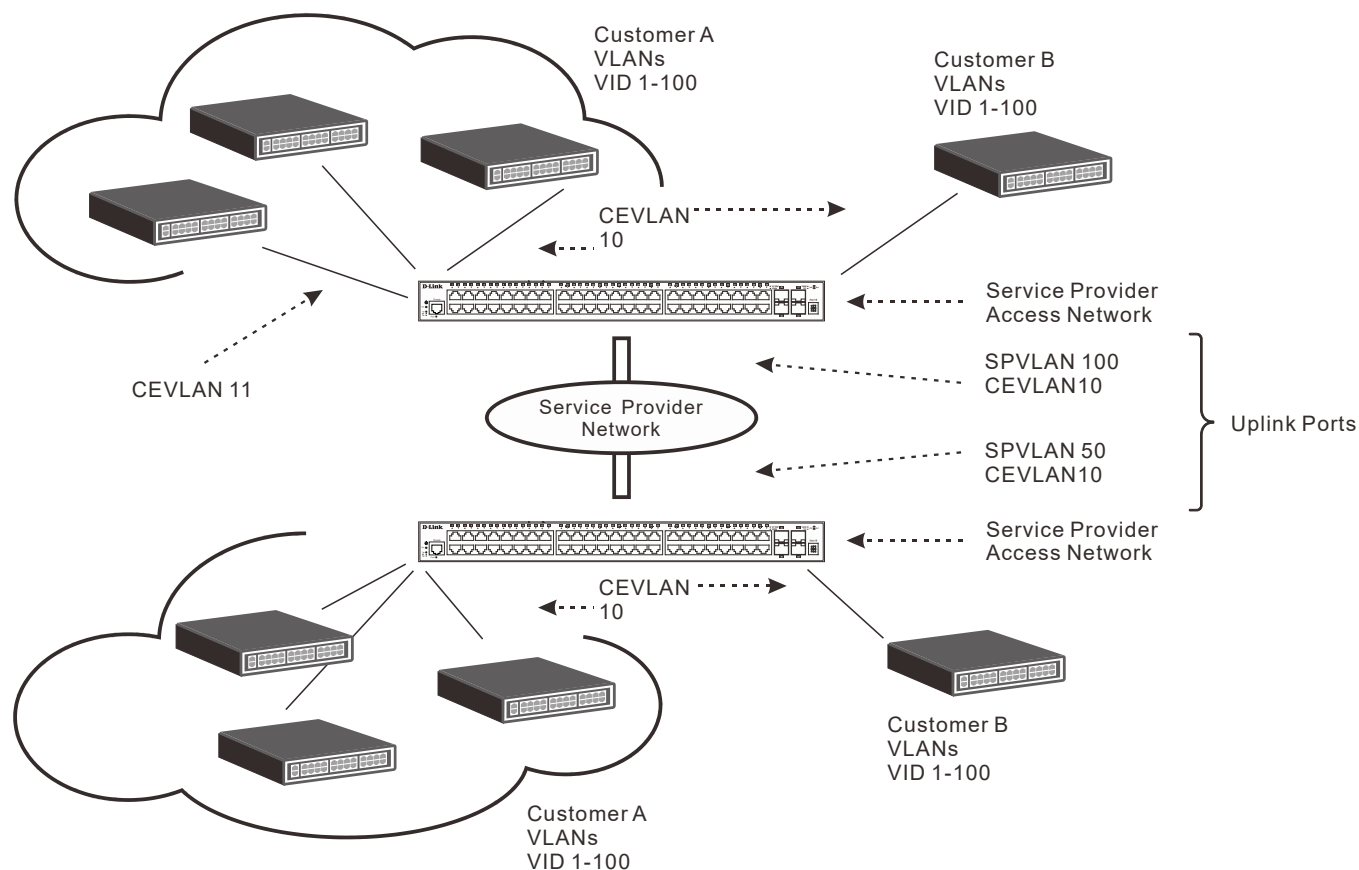 Customer A
VLANs
VID 1-100
Customer B
VLANs
VID 1-100
CEVLAN
10
D-Link
Service Provider
Access Network
CEVLAN 11
SPVLAN 100
CEVLAN10
Service Provider
Network
Uplink Ports
SPVLAN 50
CEVLAN10
D-Link
Service Provider
Access Network
CEVLAN
10
Customer B
VLANs
VID 1-100
Customer A
VLANs
VID 1-100